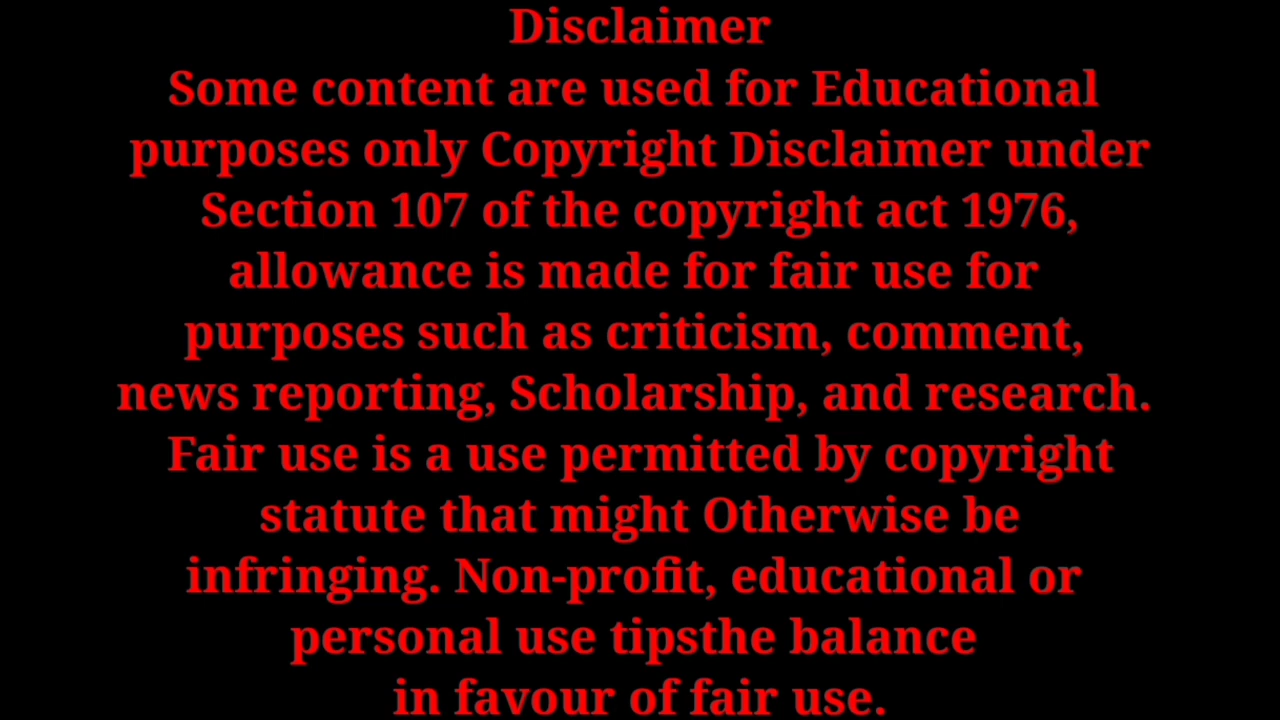 Disclaimer
Some content are used for Educational
purposes only Copyright Disclaimer under
Section 107 of the copyright act 1976,
allowance is made for fair use for
purposes such as criticism, comment,
news reporting, Scholarship, and research.
Fair use is a use permitted by copyright
statute that might Otherwise be
infringing. Non-profit, educational or
personal use tipsthe balance
in favour of fair use.